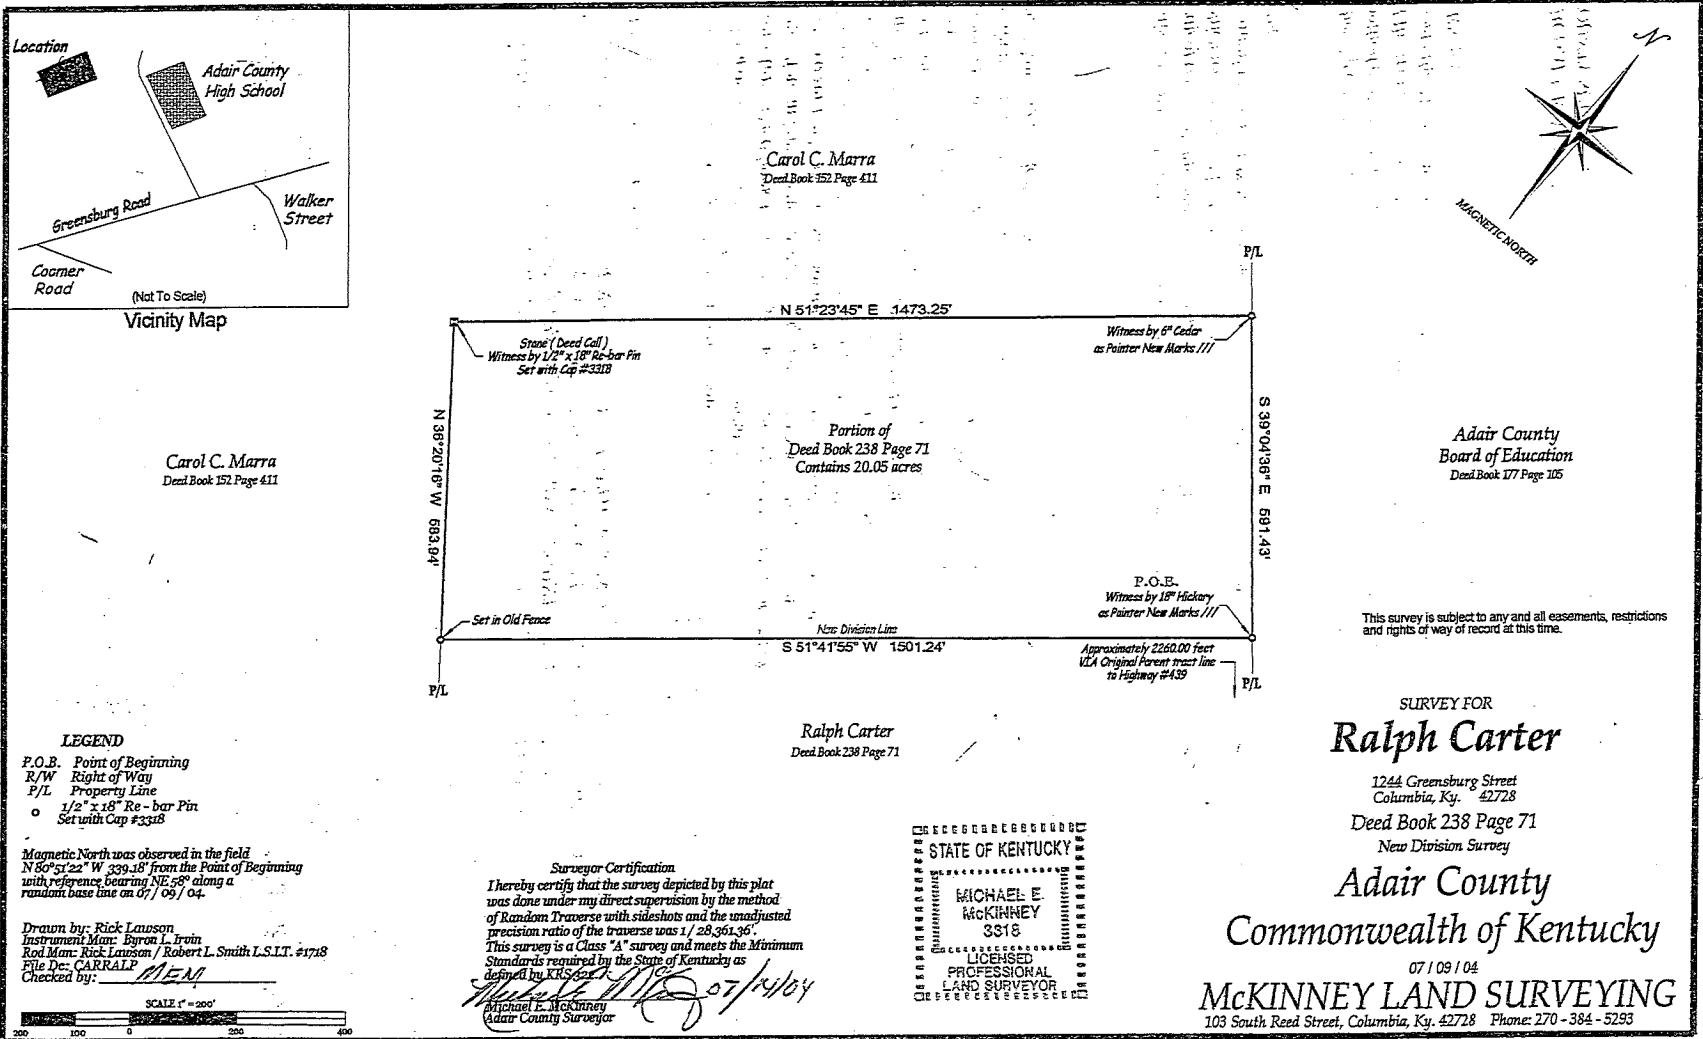 Location
Adair County
High School
Greensburg Road
Walker
Street
Coomer
Road
(Not To Scale)
Vicinity Map
Carol C. Marra
Deed Book 152 Page 411
N
MAGNETIC NORTH
P/L
N 51°23'45" E 1473.25'
Stone ( Deed Call )
Witness by 1/2" x 18" Re-bar Pin
Set with Cap #3318
Witness by 6" Cedar
as Pointer New Marks ///
N 36°20'16" W 583.94'
S 39°04'36" E 591.43'
Portion of
Deed Book 238 Page 71
Contains 20.05 acres
Carol C. Marra
Deed Book 152 Page 411
Adair County
Board of Education
Deed Book 177 Page 105
P.O.B.
Witness by 18" Hickory
as Pointer New Marks ///
Set in Old Fence
New Division Line
S 51°41'55" W 1501.24'
Approximately 2260.00 feet
VIA Original Parent tract line
to Highway #439
P/L
P/L
This survey is subject to any and all easements, restrictions
and rights of way of record at this time.
Ralph Carter
Deed Book 238 Page 71
LEGEND
P.O.B. Point of Beginning
R/W Right of Way
P/L Property Line
1/2" x 18" Re - bar Pin
Set with Cap #3318
Magnetic North was observed in the field
N 80°51'22" W 339.18' from the Point of Beginning
with reference bearing NE 58° along a
random base line on 07 / 09 / 04.
Drawn by: Rick Lawson
Instrument Man: Byron L. Irvin
Rod Man: Rick Lawson / Robert L. Smith L.S.I.T. #1718
File De: CARRALP
Checked by: MEM
SCALE 1" = 200'
200 100 0 200 400
Surveyor Certification
I hereby certify that the survey depicted by this plat
was done under my direct supervision by the method
of Random Traverse with sideshots and the unadjusted
precision ratio of the traverse was 1 / 28,361.36'.
This survey is a Class "A" survey and meets the Minimum
Standards required by the State of Kentucky as
defined by KRS
07/14/04
Michael E. McKinney
Adair County Surveyor
STATE OF KENTUCKY
MICHAEL E.
McKINNEY
3318
LICENSED
PROFESSIONAL
LAND SURVEYOR
SURVEY FOR
Ralph Carter
1244 Greensburg Street
Columbia, Ky. 42728
Deed Book 238 Page 71
New Division Survey
Adair County
Commonwealth of Kentucky
07 / 09 / 04
McKINNEY LAND SURVEYING
103 South Reed Street, Columbia, Ky. 42728 Phone: 270 - 384 - 5293